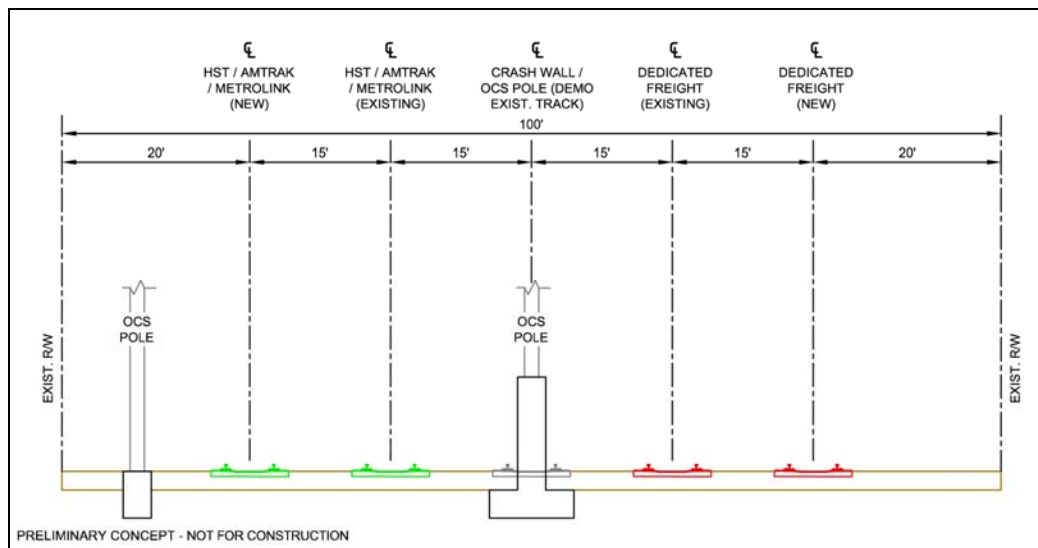 ℄ ℄ ℄ ℄ ℄
HST / AMTRAK
/ METROLINK
(NEW)
HST / AMTRAK
/ METROLINK
(EXISTING)
CRASH WALL /
OCS POLE (DEMO
EXIST. TRACK)
DEDICATED
FREIGHT
(EXISTING)
DEDICATED
FREIGHT
(NEW)
100'
20' 15' 15' 15' 15' 20'
OCS
POLE
OCS
POLE
EXIST. R/W
EXIST. R/W
PRELIMINARY CONCEPT - NOT FOR CONSTRUCTION